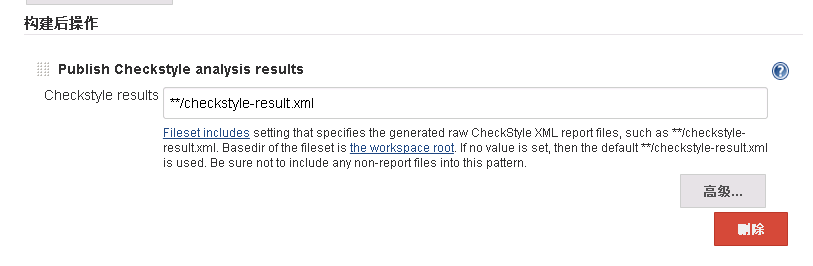 构建后操作
Publish Checkstyle analysis results
Checkstyle results
**/checkstyle-result.xml
Fileset includes setting that specifies the generated raw CheckStyle XML report files, such as **/checkstyle-
result.xml. Basedir of the fileset is the workspace root. If no value is set, then the default **/checkstyle-result.xml
is used. Be sure not to include any non-report files into this pattern.
高级...
删除